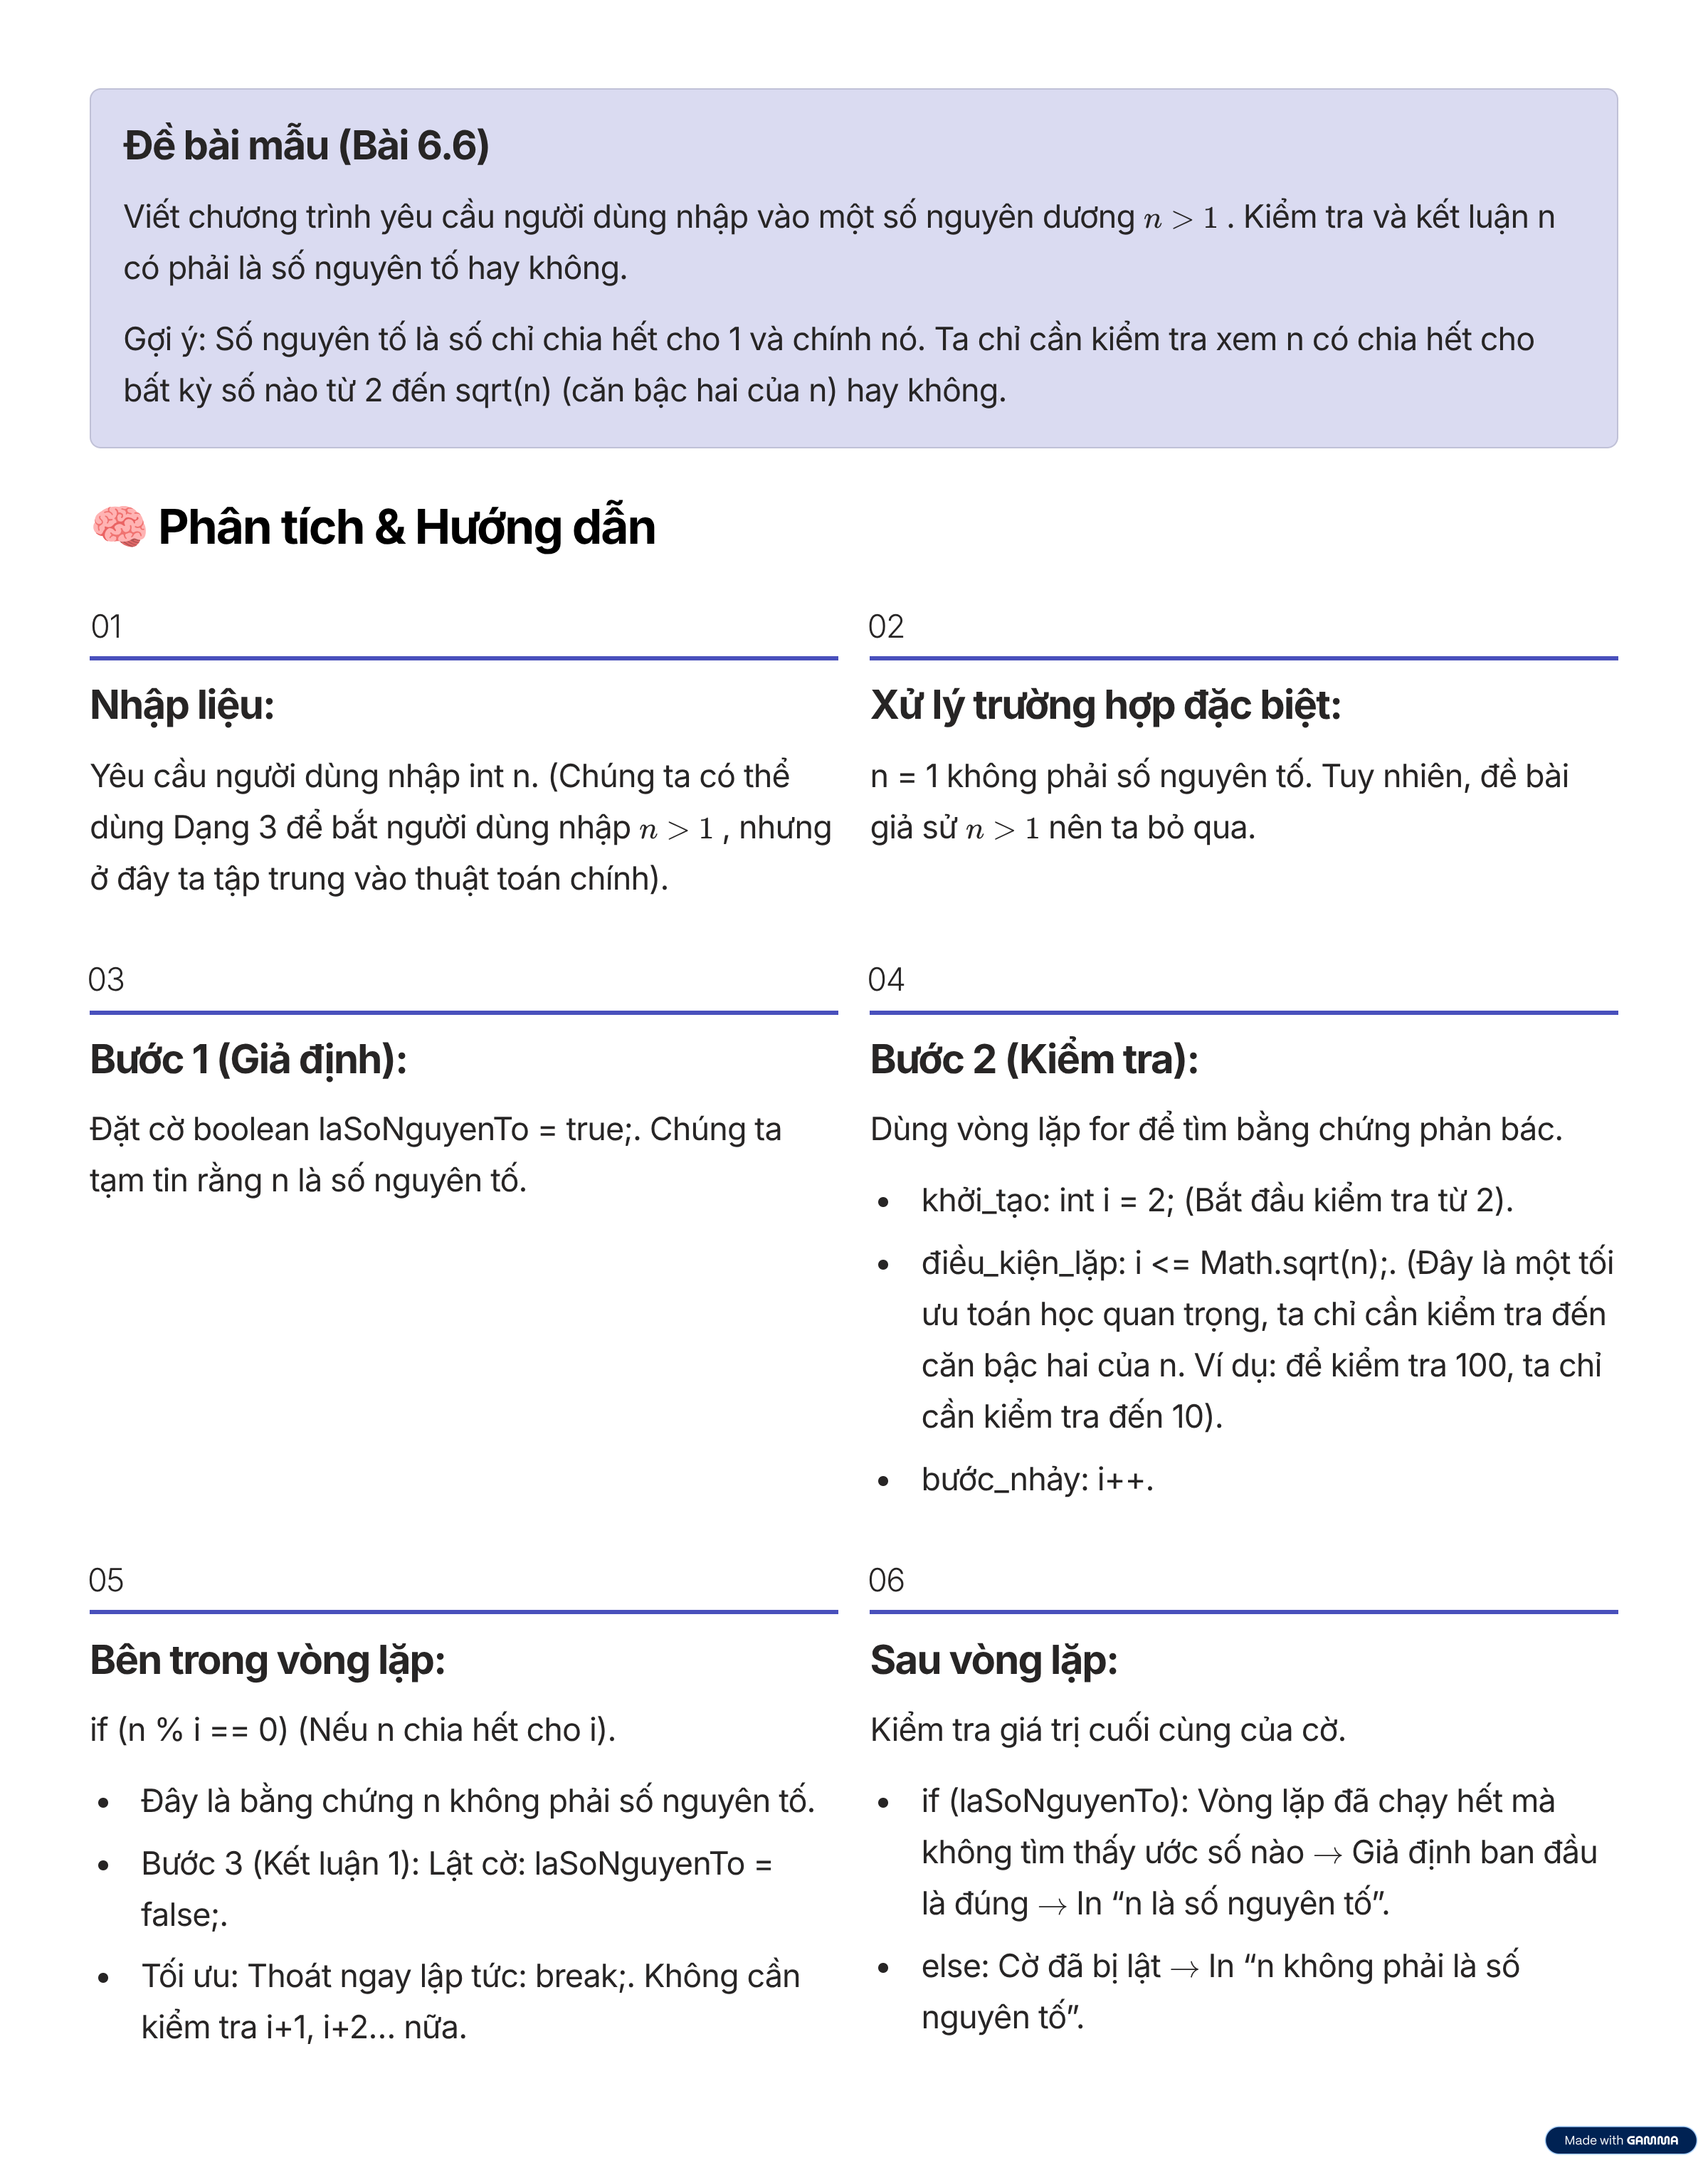 Đề bài mẫu (Bài 6.6)
Viết chương trình yêu cầu người dùng nhập vào một số nguyên dương n > 1 . Kiểm tra và kết luận n
có phải là số nguyên tố hay không.
Gợi ý: Số nguyên tố là số chỉ chia hết cho 1 và chính nó. Ta chỉ cần kiểm tra xem n có chia hết cho
bất kỳ số nào từ 2 đến sqrt(n) (căn bậc hai của n) hay không.
🧠 Phân tích & Hướng dẫn
01
Nhập liệu:
Yêu cầu người dùng nhập int n. (Chúng ta có thể
dùng Dạng 3 để bắt người dùng nhập n > 1 , nhưng
ở đây ta tập trung vào thuật toán chính).
02
Xử lý trường hợp đặc biệt:
n = 1 không phải số nguyên tố. Tuy nhiên, đề bài
giả sử n > 1 nên ta bỏ qua.
03
Bước 1 (Giả định):
Đặt cờ boolean laSoNguyenTo = true;. Chúng ta
tạm tin rằng n là số nguyên tố.
04
Bước 2 (Kiểm tra):
Dùng vòng lặp for để tìm bằng chứng phản bác.
• khởi_tạo: int i = 2; (Bắt đầu kiểm tra từ 2).
• điều_kiện_lặp: i <= Math.sqrt(n);. (Đây là một tối
ưu toán học quan trọng, ta chỉ cần kiểm tra đến
căn bậc hai của n. Ví dụ: để kiểm tra 100, ta chỉ
cần kiểm tra đến 10).
• bước_nhảy: i++.
05
Bên trong vòng lặp:
if (n % i == 0) (Nếu n chia hết cho i).
• Đây là bằng chứng n không phải số nguyên tố.
• Bước 3 (Kết luận 1): Lật cờ: laSoNguyenTo =
false;.
• Tối ưu: Thoát ngay lập tức: break;. Không cần
kiểm tra i+1, i+2... nữa.
06
Sau vòng lặp:
Kiểm tra giá trị cuối cùng của cờ.
• if (laSoNguyenTo): Vòng lặp đã chạy hết mà
không tìm thấy ước số nào → Giả định ban đầu
là đúng → In “n là số nguyên tố”.
• else: Cờ đã bị lật → In “n không phải là số
nguyên tố”.
Made with GAMMA